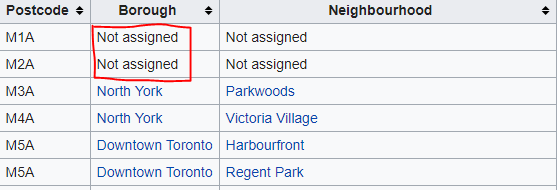 Postcode Borough Neighbourhood
M1A Not assigned Not assigned
M2A Not assigned Not assigned
M3A North York Parkwoods
M4A North York Victoria Village
M5A Downtown Toronto Harbourfront
M5A Downtown Toronto Regent Park